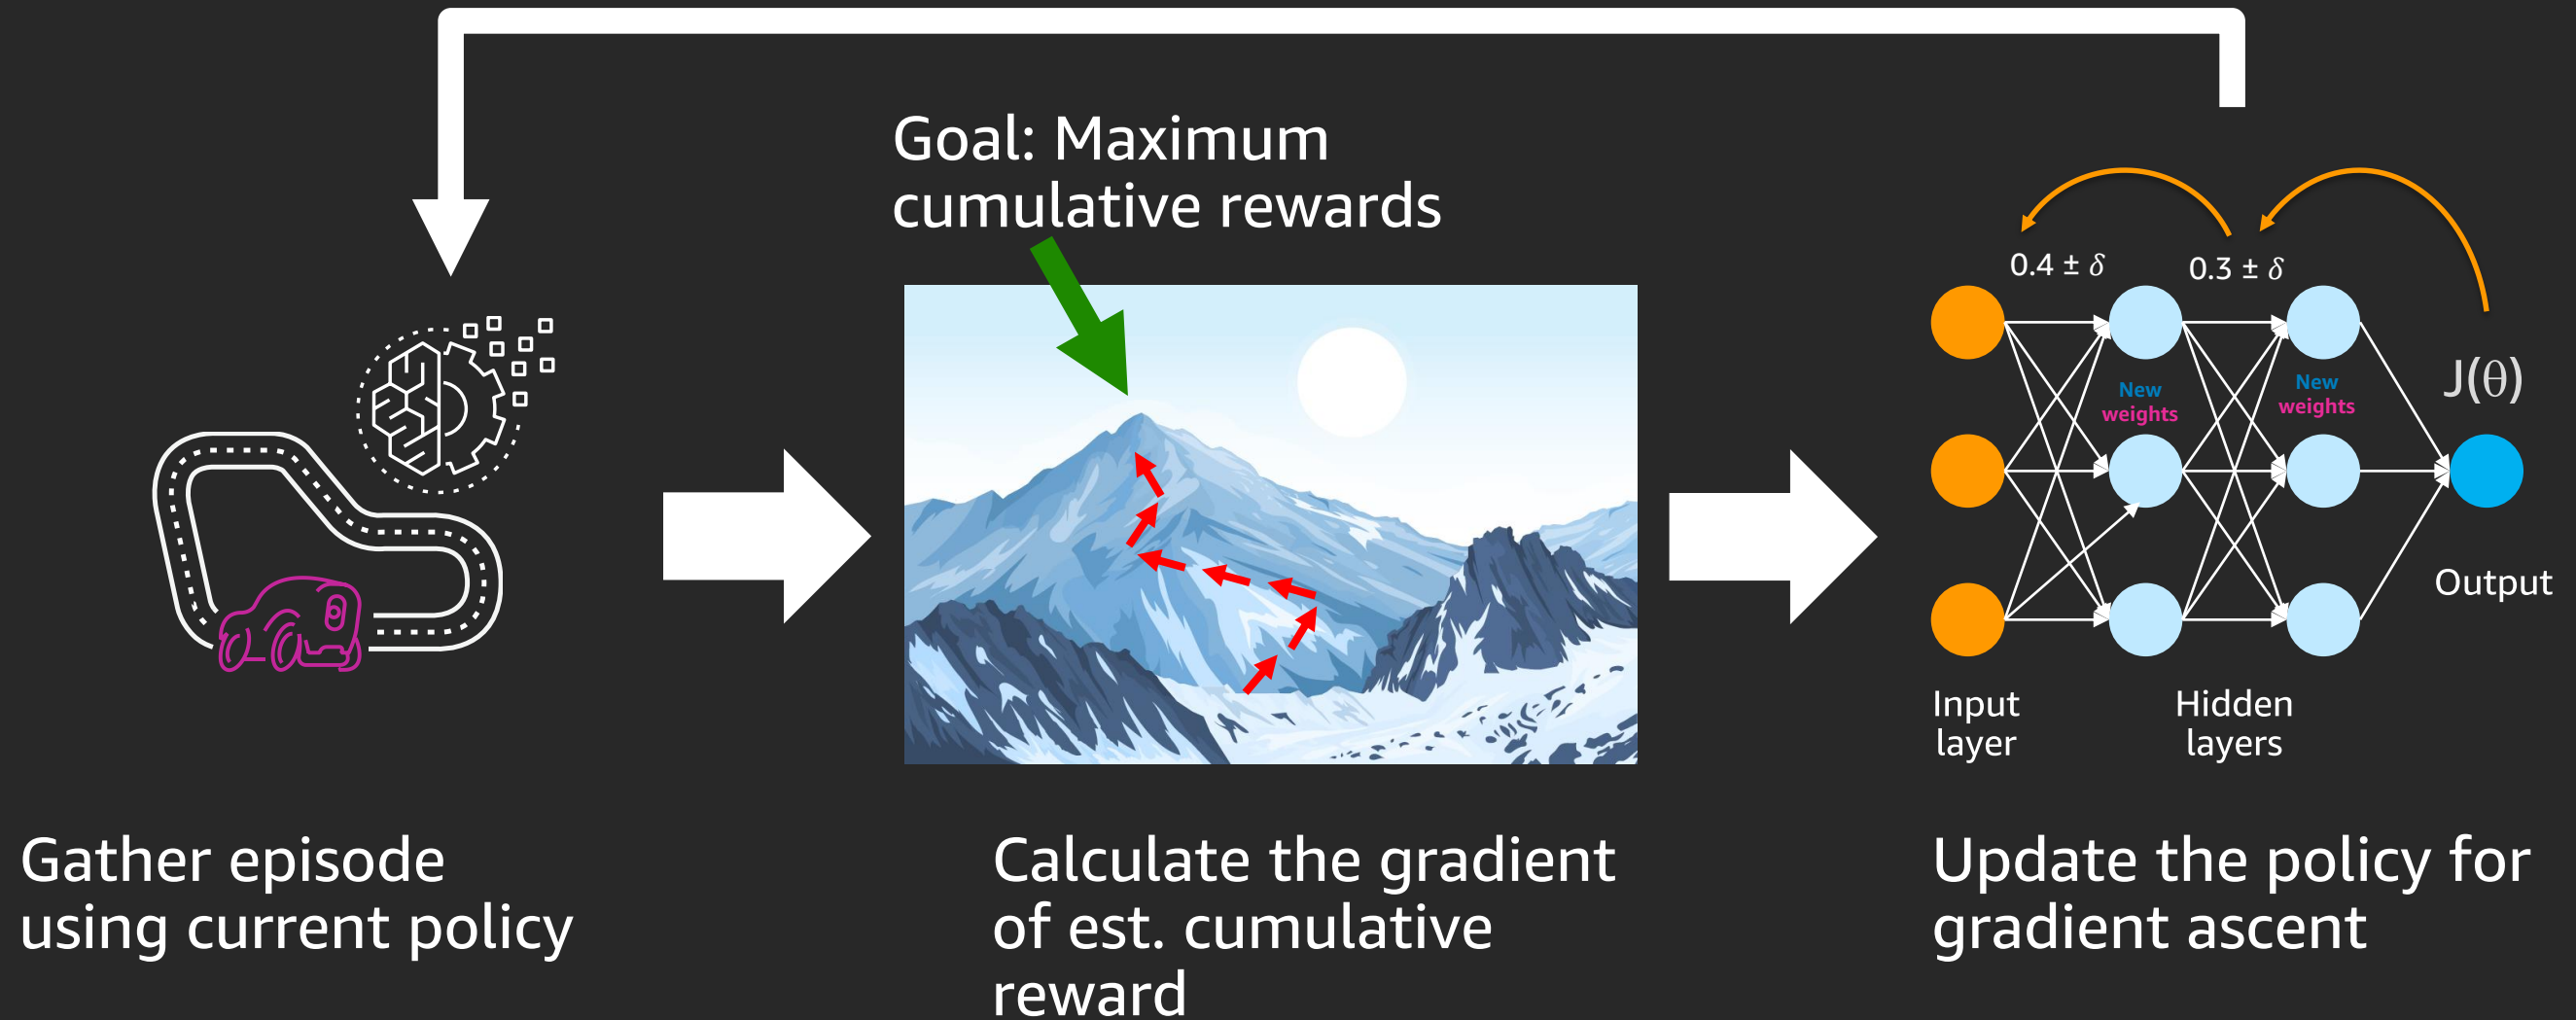 Goal: Maximum
cumulative rewards
0.4 ± δ
0.3 ± δ
New
weights
New
weights
J(θ)
Output
Input
layer
Hidden
layers
Gather episode
using current policy
Calculate the gradient
of est. cumulative
reward
Update the policy for
gradient ascent